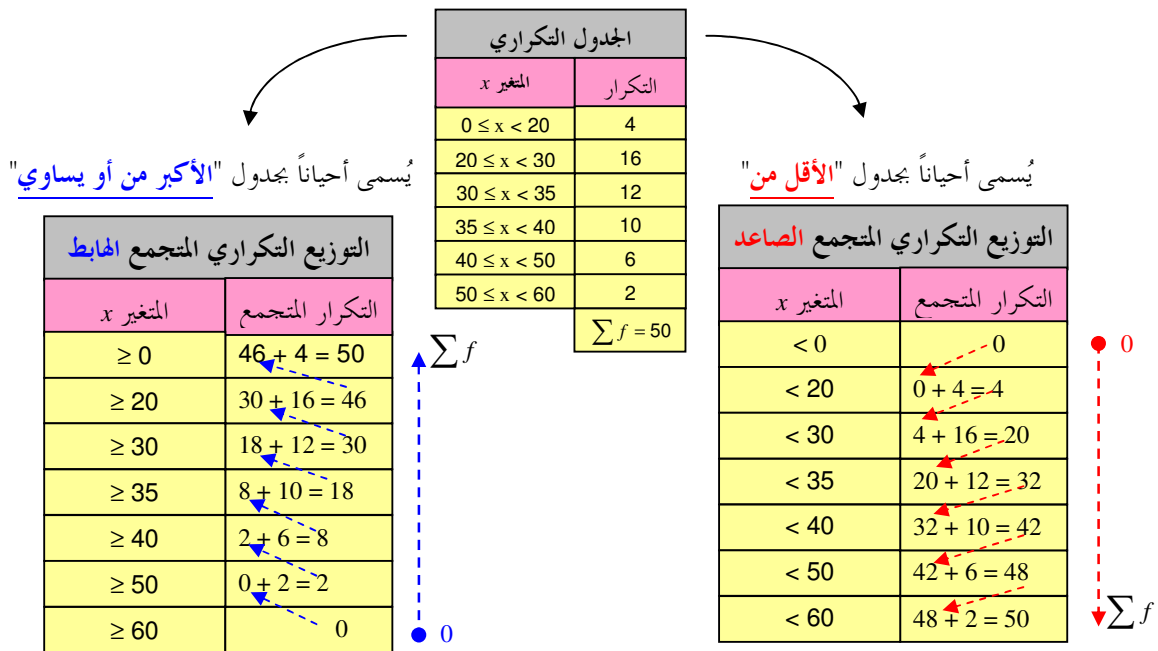 الجدول التكراري
المتغير x التكرار
0 ≤ x < 20 4
20 ≤ x < 30 16
30 ≤ x < 35 12
35 ≤ x < 40 10
40 ≤ x < 50 6
50 ≤ x < 60 2
∑ f = 50
يُسمى أحياناً بجدول "الأقل من"
التوزيع التكراري المتجمع الصاعد
المتغير x التكرار المتجمع
< 0 0
< 20 0 + 4 = 4
< 30 4 + 16 = 20
< 35 20 + 12 = 32
< 40 32 + 10 = 42
< 50 42 + 6 = 48
< 60 48 + 2 = 50
0
∑ f
يُسمى أحياناً بجدول "الأكبر من أو يساوي"
التوزيع التكراري المتجمع الهابط
المتغير x التكرار المتجمع
≥ 0 46 + 4 = 50
≥ 20 30 + 16 = 46
≥ 30 18 + 12 = 30
≥ 35 8 + 10 = 18
≥ 40 2 + 6 = 8
≥ 50 0 + 2 = 2
≥ 60 0
∑ f
0